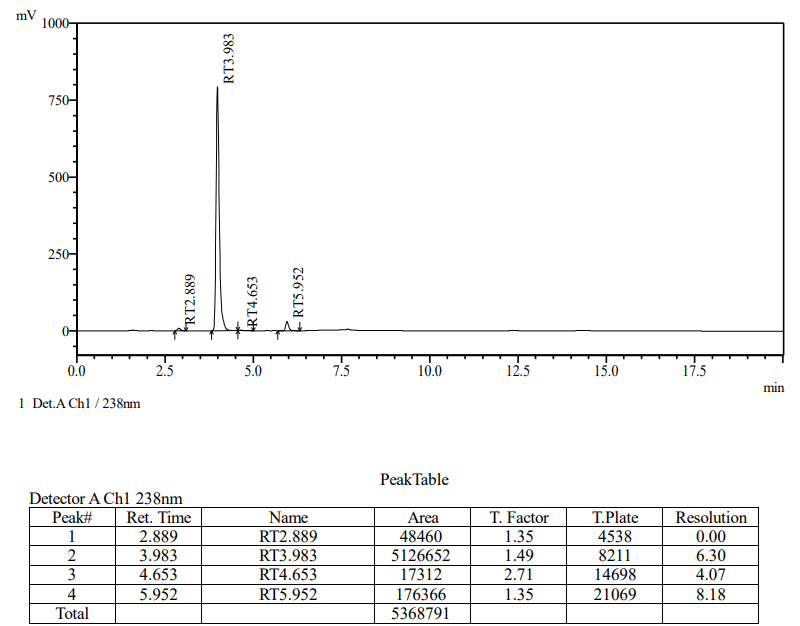 mV
1000
RT3.983
750
500
250
RT2.889
RT4.653
RT5.952
0
0.0 2.5 5.0 7.5 10.0 12.5 15.0 17.5
min
1 Det.A Ch1 / 238nm
PeakTable
Detector A Ch1 238nm
Peak# Ret. Time Name Area T. Factor T.Plate Resolution
1 2.889 RT2.889 48460 1.35 4538 0.00
2 3.983 RT3.983 5126652 1.49 8211 6.30
3 4.653 RT4.653 17312 2.71 14698 4.07
4 5.952 RT5.952 176366 1.35 21069 8.18
Total 5368791